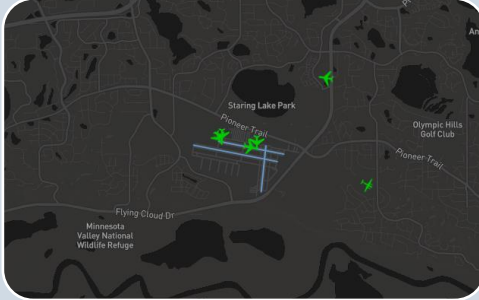 An
Staring Lake Park
Pioneer Trail
Olympic Hills
Golf Club
Pioneer Trail
Flying Cloud Dr
Minnesota
Valley National
Wildlife Refuge